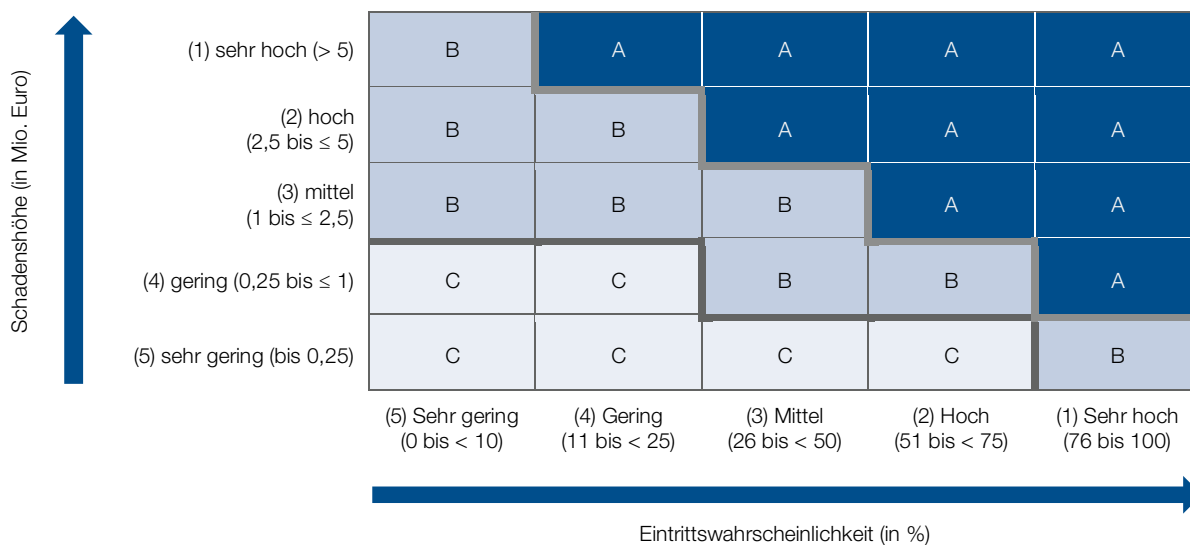 Schadenshöhe (in Mio. Euro)
(1) sehr hoch (> 5)
B
A
A
A
A
(2) hoch
(2,5 bis ≤ 5)
B
B
A
A
A
(3) mittel
(1 bis ≤ 2,5)
B
B
B
A
A
(4) gering (0,25 bis ≤ 1)
C
C
B
B
A
(5) sehr gering (bis 0,25)
C
C
C
C
B
(5) Sehr gering
(0 bis < 10)
(4) Gering
(11 bis < 25)
(3) Mittel
(26 bis < 50)
(2) Hoch
(51 bis < 75)
(1) Sehr hoch
(76 bis 100)
Eintrittswahrscheinlichkeit (in %)